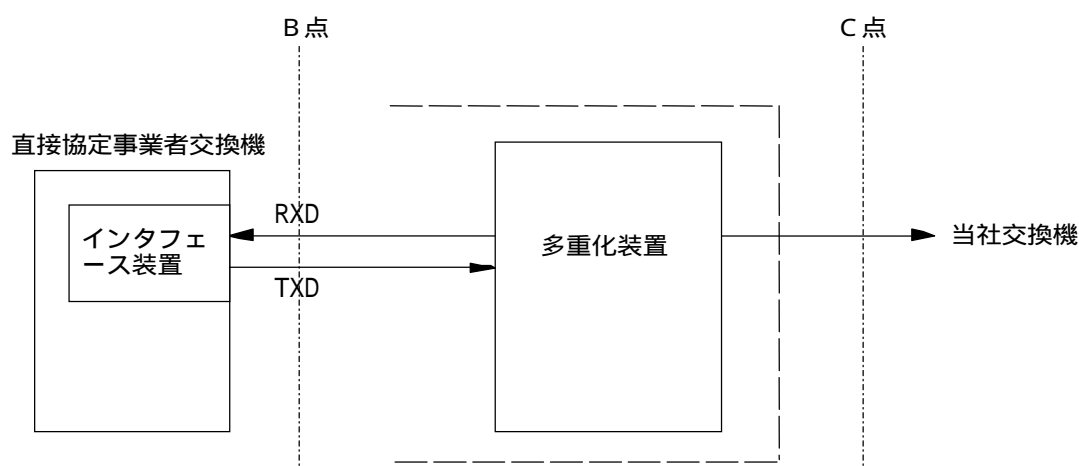 B点
C点
直接協定事業者交換機
RXD
インタフェ
ース装置
多重化装置
当社交換機
TXD